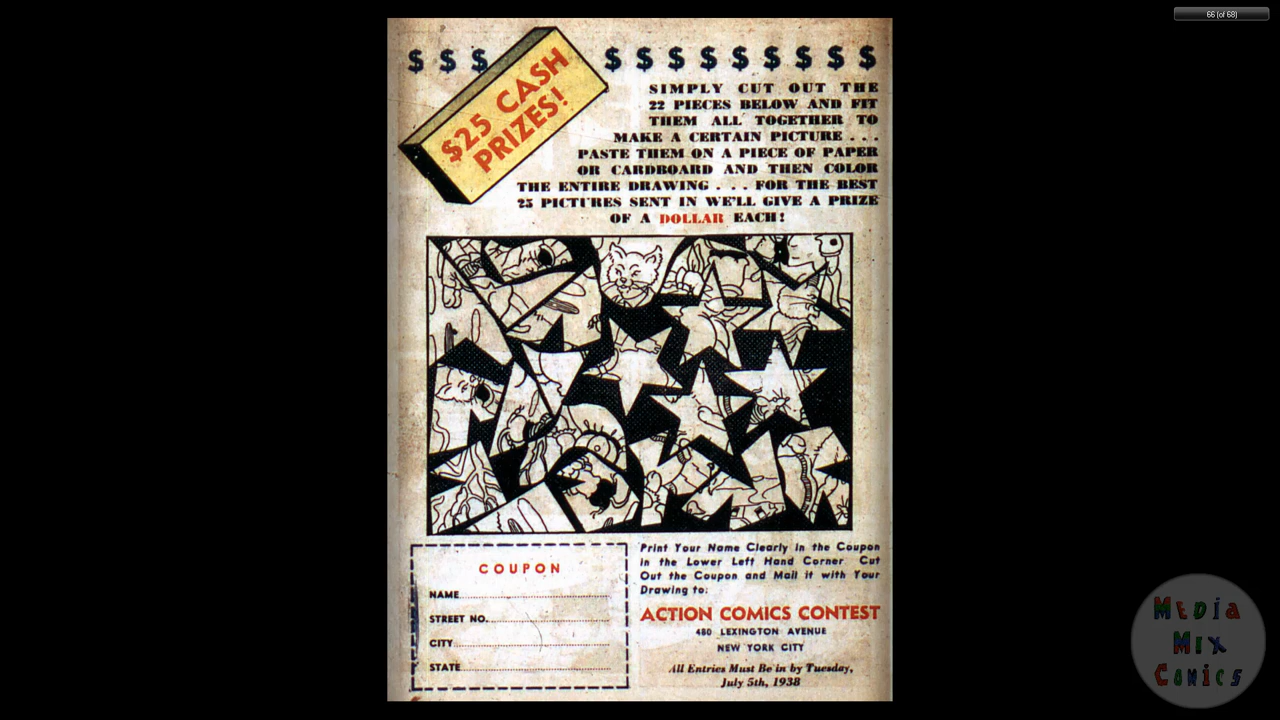 66 (of 68)
$ $ $ $ $ $ $ $ $ $ $ $
$25 CASH
PRIZES!
SIMPLY CUT OUT THE
22 PIECES BELOW AND FIT
THEM ALL TOGETHER TO
MAKE A CERTAIN PICTURE . . .
PASTE THEM ON A PIECE OF PAPER
OR CARDBOARD AND THEN COLOR
THE ENTIRE DRAWING . . . FOR THE BEST
25 PICTURES SENT IN WE'LL GIVE A PRIZE
OF A DOLLAR EACH!
COUPON
NAME
STREET NO.
CITY
STATE
Print Your Name Clearly in the Coupon
in the Lower Left Hand Corner. Cut
Out the Coupon and Mail it with Your
Drawing to:
ACTION COMICS CONTEST
480 LEXINGTON AVENUE
NEW YORK CITY
All Entries Must Be in by Tuesday,
July 5th, 1938
MEDiA
MiX
COMiCS